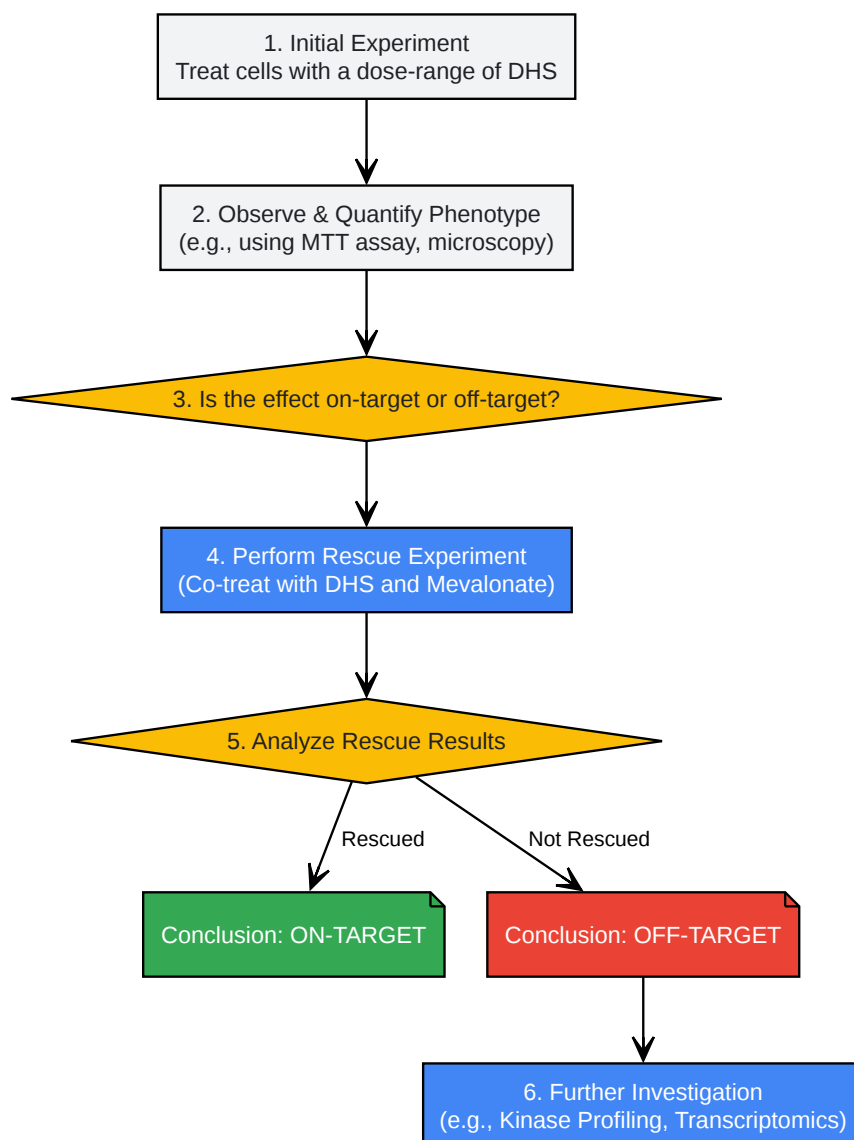 1. Initial Experiment
Treat cells with a dose-range of DHS
2. Observe & Quantify Phenotype
(e.g., using MTT assay, microscopy)
3. Is the effect on-target or off-target?
4. Perform Rescue Experiment
(Co-treat with DHS and Mevalonate)
5. Analyze Rescue Results
Rescued
Not Rescued
Conclusion: ON-TARGET
Conclusion: OFF-TARGET
6. Further Investigation
(e.g., Kinase Profiling, Transcriptomics)